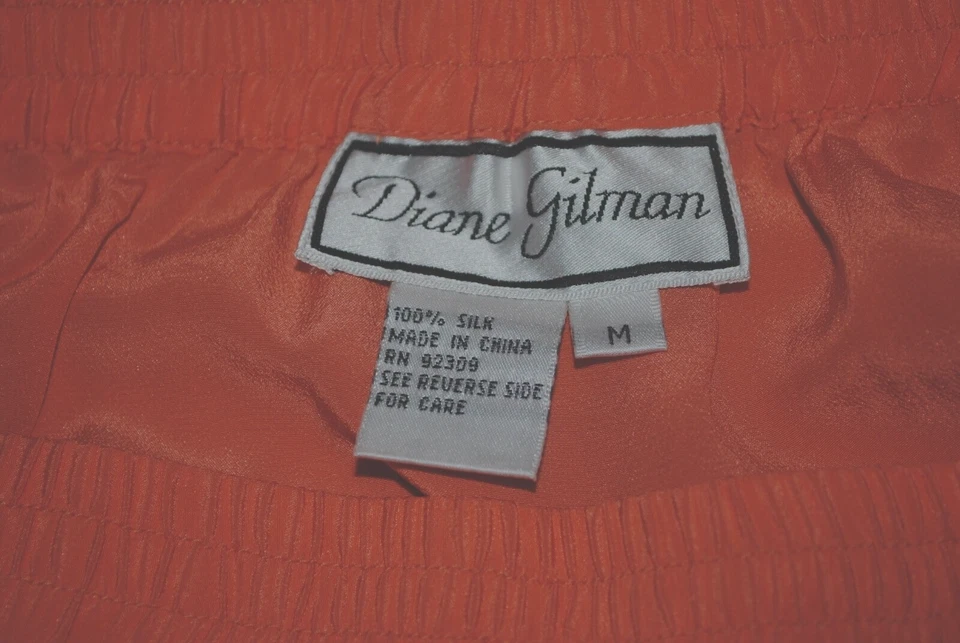 Diane Gilman
100% SILK
MADE IN CHINA
RN 92309
SEE REVERSE SIDE
FOR CARE
M